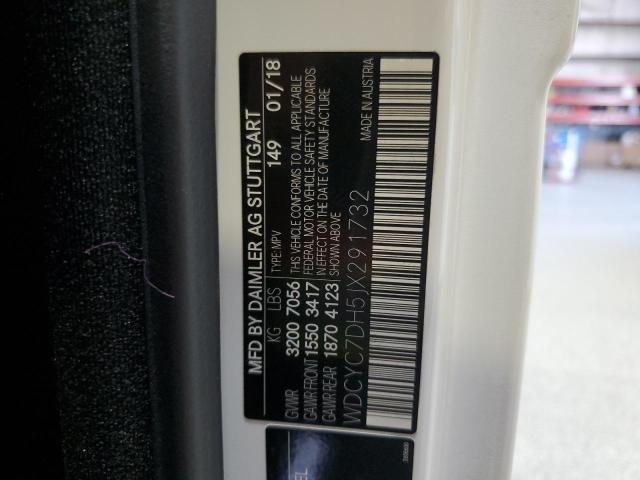 MFD BY DAIMLER AG STUTTGART
149 01/18
KG LBS TYPE:MPV
GVWR 3200 7056
GAWR FRONT 1550 3417
GAWR REAR 1870 4123
THIS VEHICLE CONFORMS TO ALL APPLICABLE
FEDERAL MOTOR VEHICLE SAFETY STANDARDS
IN EFFECT ON THE DATE OF MANUFACTURE
SHOWN ABOVE
WDCYC7DH5JX291732
MADE IN AUSTRIA